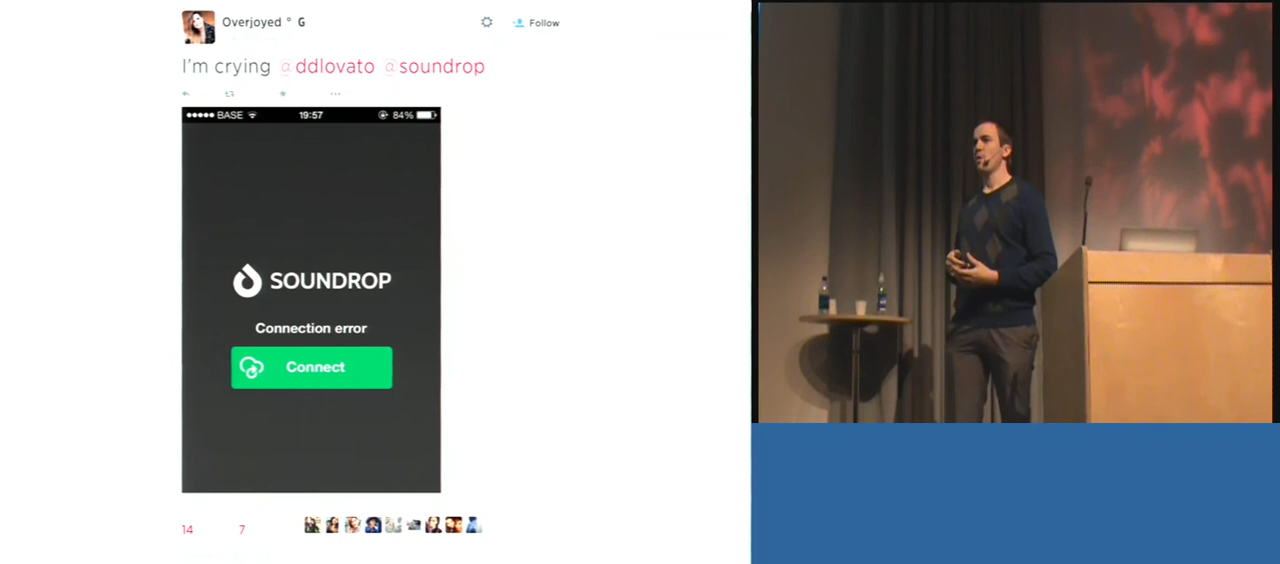 Overjoyed ° G
Follow
I'm crying @ddlovato @soundrop
BASE 19:57 84%
SOUNDROP
Connection error
Connect
14 7